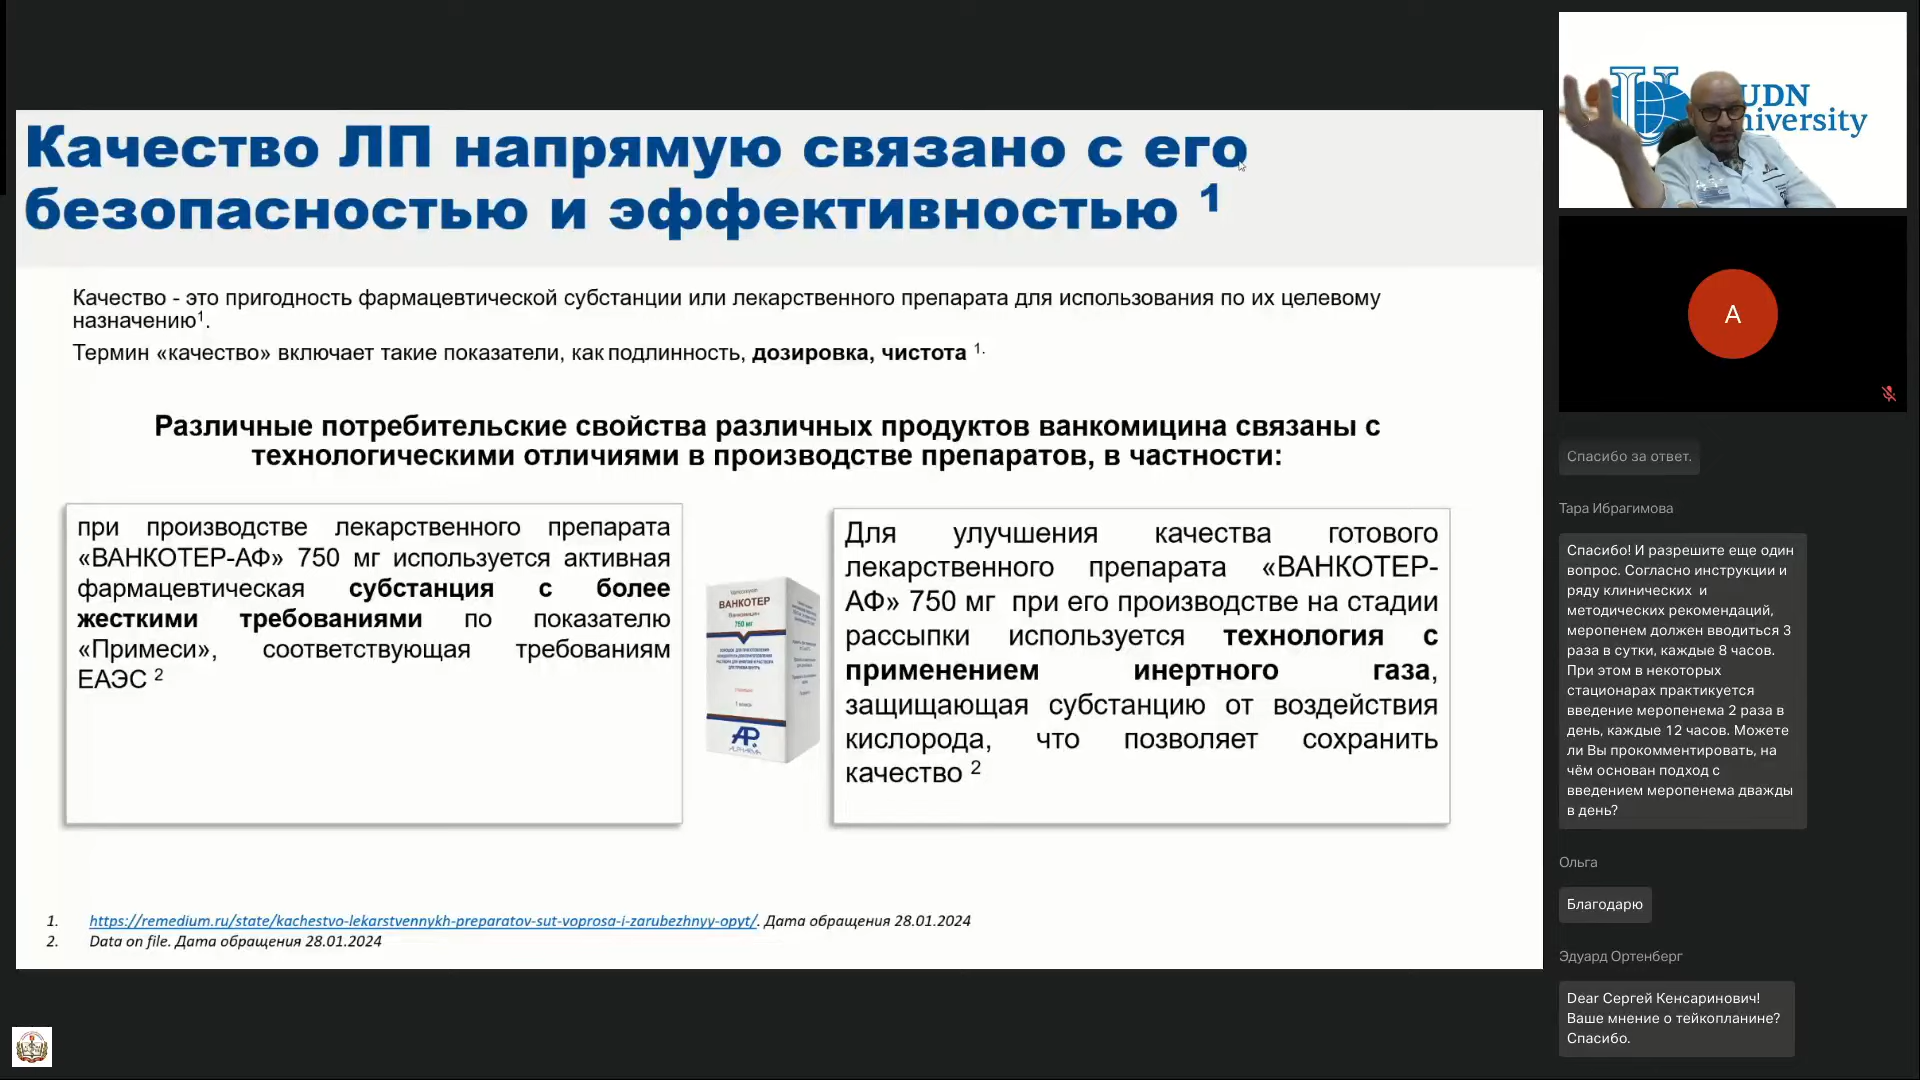 Качество ЛП напрямую связано с его
безопасностью и эффективностью 1
Качество - это пригодность фармацевтической субстанции или лекарственного препарата для использования по их целевому
назначению1.
Термин «качество» включает такие показатели, как подлинность, дозировка, чистота 1.
Различные потребительские свойства различных продуктов ванкомицина связаны с
технологическими отличиями в производстве препаратов, в частности:
при производстве лекарственного препарата
«ВАНКОТЕР-АФ» 750 мг используется активная
фармацевтическая субстанция с более
жесткими требованиями по показателю
«Примеси», соответствующая требованиям
ЕАЭС 2
ВАНКОТЕР
750 мг
Для улучшения качества готового
лекарственного препарата «ВАНКОТЕР-
АФ» 750 мг при его производстве на стадии
рассыпки используется технология с
применением инертного газа,
защищающая субстанцию от воздействия
кислорода, что позволяет сохранить
качество 2
1. https://remedium.ru/state/kachestvo-lekarstvennykh-preparatov-sut-voprosa-i-zarubezhnyy-opyt/. Дата обращения 28.01.2024
2. Data on file. Дата обращения 28.01.2024
UDN
University
A
Спасибо за ответ.
Тара Ибрагимова
Спасибо! И разрешите еще один
вопрос. Согласно инструкции и
ряду клинических и
методических рекомендаций,
меропенем должен вводиться 3
раза в сутки, каждые 8 часов.
При этом в некоторых
стационарах практикуется
введение меропенема 2 раза в
день, каждые 12 часов. Можете
ли Вы прокомментировать, на
чём основан подход с
введением меропенема дважды
в день?
Ольга
Благодарю
Эдуард Ортенберг
Dear Сергей Кенсаринович!
Ваше мнение о тейкопланине?
Спасибо.